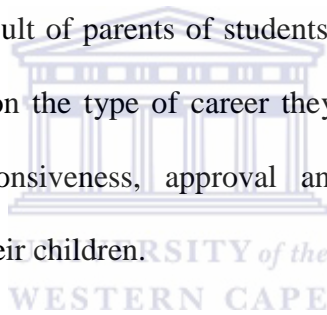 ult of parents of students
on the type of career they
onsiveness, approval an
eir children.
UNIVERSITY of the
WESTERN CAPE